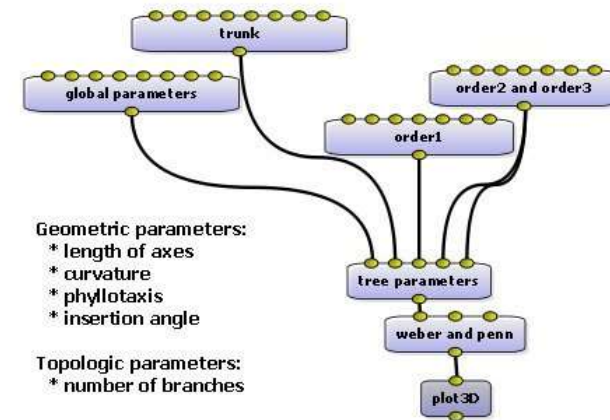 trunk
global parameters
order2 and order3
order1
Geometric parameters:
* length of axes
* curvature
* phyllotaxis
* insertion angle
tree parameters
weber and penn
Topologic parameters:
* number of branches
plot3D